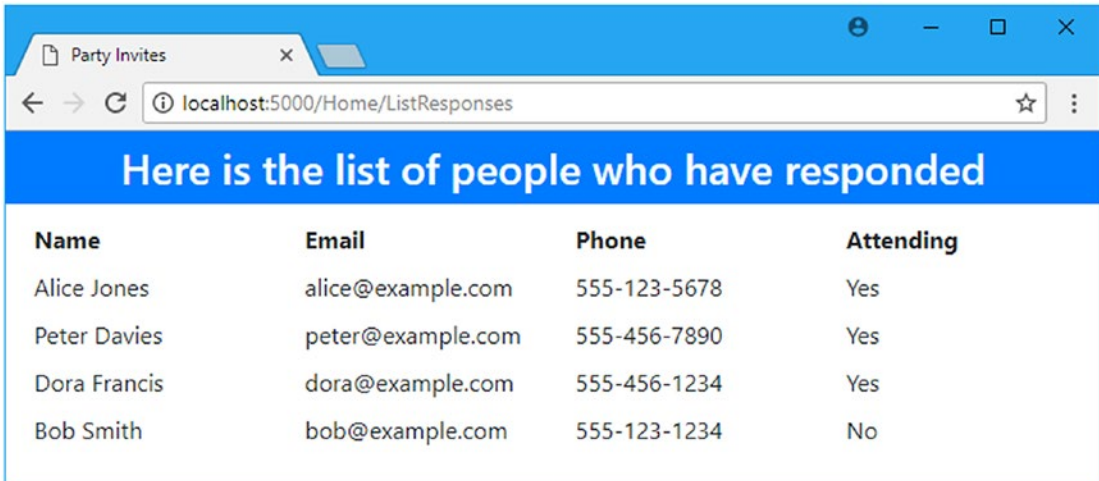 Party Invites
localhost:5000/Home/ListResponses
Here is the list of people who have responded
Name Email Phone Attending
Alice Jones alice@example.com 555-123-5678 Yes
Peter Davies peter@example.com 555-456-7890 Yes
Dora Francis dora@example.com 555-456-1234 Yes
Bob Smith bob@example.com 555-123-1234 No